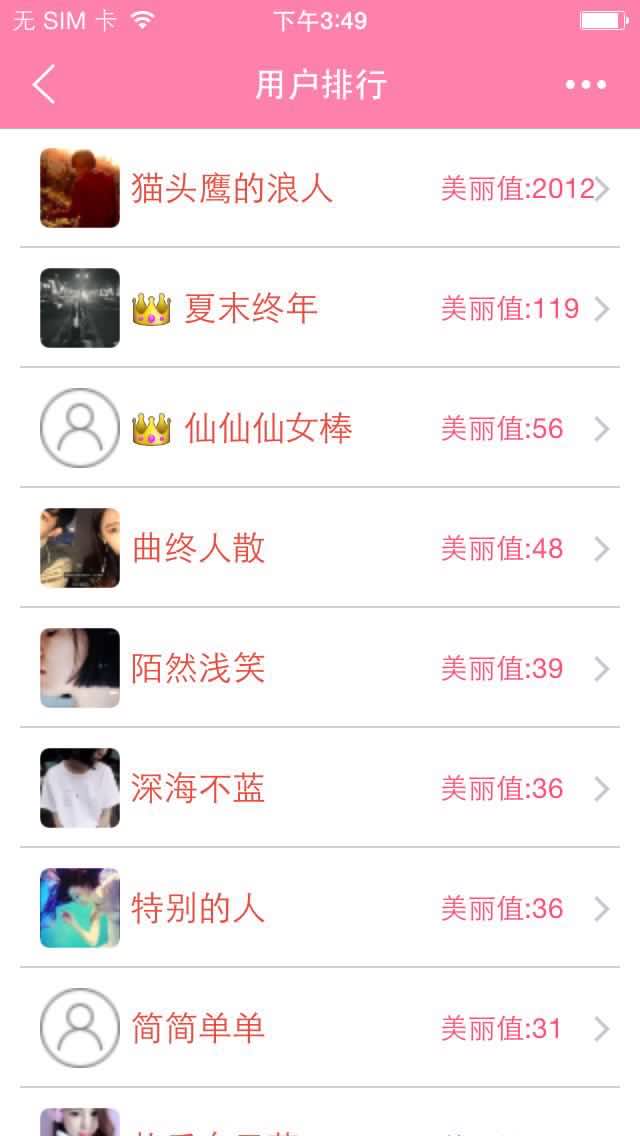 无 SIM 卡 下午3:49
用户排行
猫头鹰的浪人 美丽值:2012
夏末终年 美丽值:119
仙仙仙女棒 美丽值:56
曲终人散 美丽值:48
陌然浅笑 美丽值:39
深海不蓝 美丽值:36
特别的人 美丽值:36
简简单单 美丽值:31